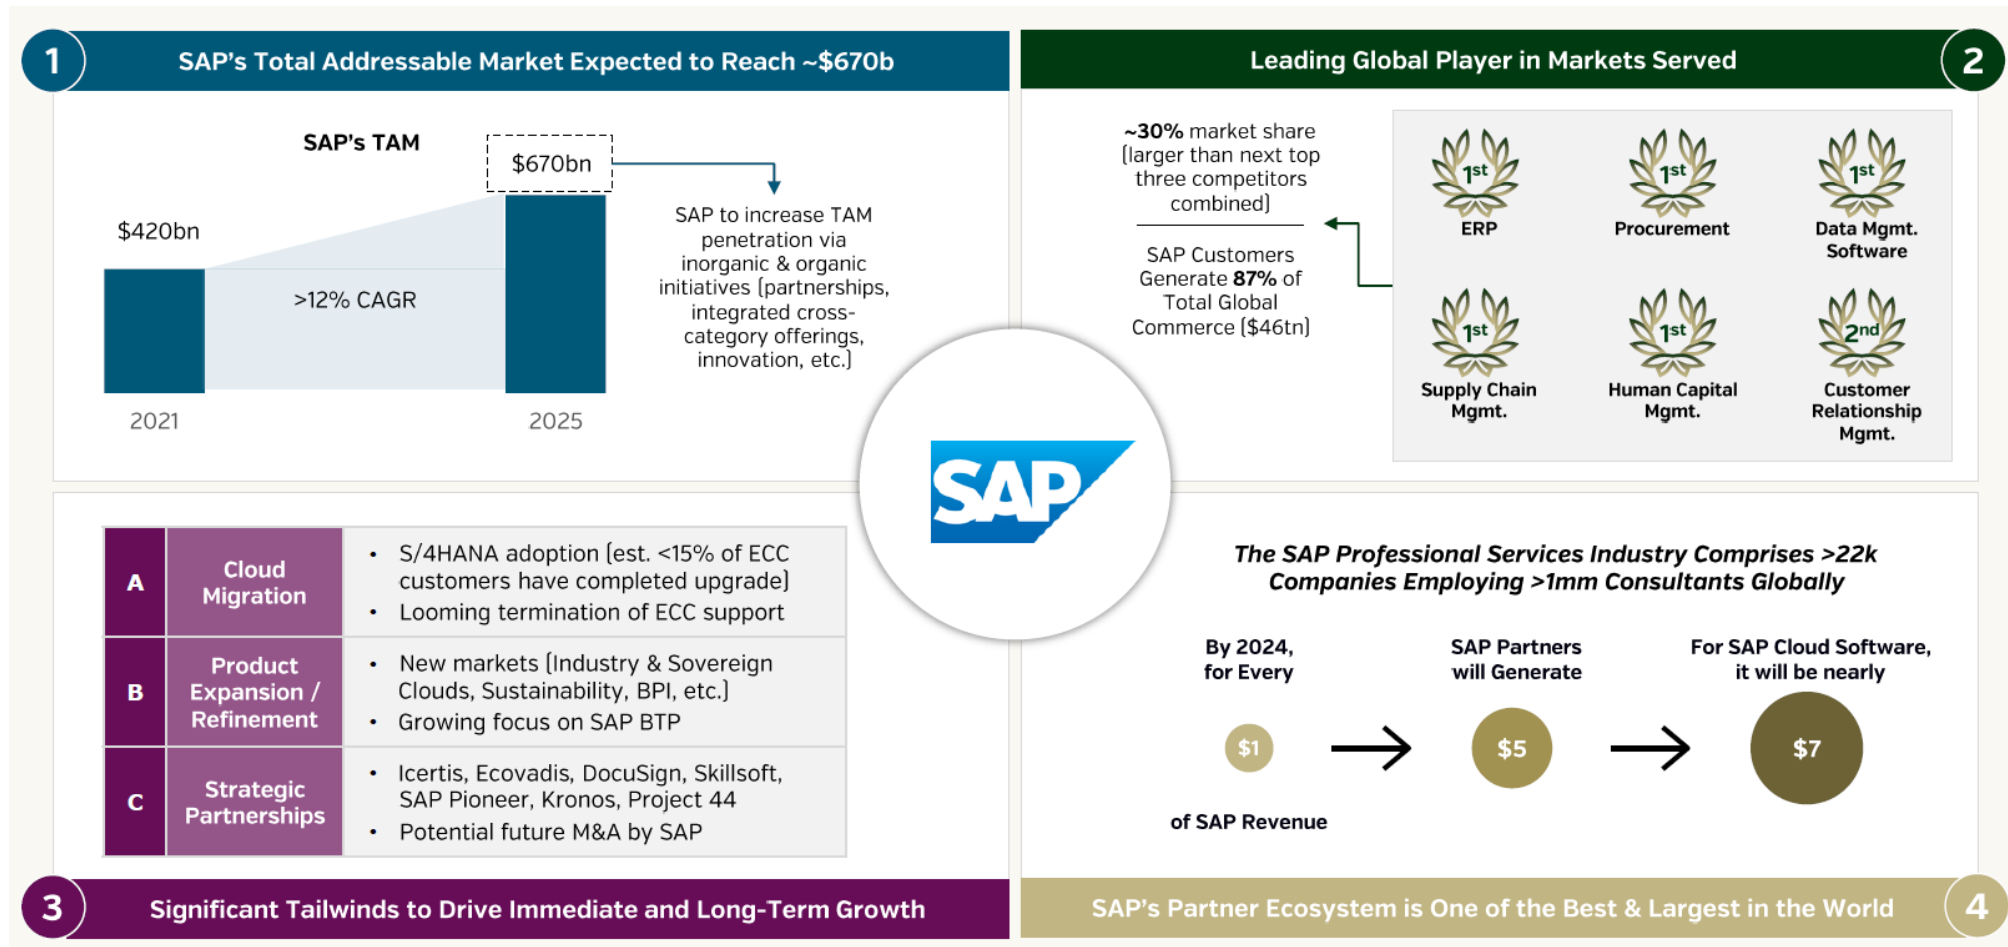 1
SAP's Total Addressable Market Expected to Reach ~$670b
SAP's TAM
$420bn
$670bn
>12% CAGR
2021
2025
SAP to increase TAM
penetration via
inorganic & organic
initiatives (partnerships,
integrated cross-
category offerings,
innovation, etc.)
Leading Global Player in Markets Served
2
~30% market share
(larger than next top
three competitors
combined)
SAP Customers
Generate 87% of
Total Global
Commerce ($46tn)
1st
ERP
1st
Procurement
1st
Data Mgmt.
Software
1st
Supply Chain
Mgmt.
1st
Human Capital
Mgmt.
2nd
Customer
Relationship
Mgmt.
SAP
A
Cloud
Migration
• S/4HANA adoption (est. <15% of ECC
customers have completed upgrade)
• Looming termination of ECC support
B
Product
Expansion /
Refinement
• New markets (Industry & Sovereign
Clouds, Sustainability, BPI, etc.)
• Growing focus on SAP BTP
C
Strategic
Partnerships
• Icertis, Ecovadis, DocuSign, Skillsoft,
SAP Pioneer, Kronos, Project 44
• Potential future M&A by SAP
3
Significant Tailwinds to Drive Immediate and Long-Term Growth
The SAP Professional Services Industry Comprises >22k
Companies Employing >1mm Consultants Globally
By 2024,
for Every
$1
of SAP Revenue
SAP Partners
will Generate
$5
For SAP Cloud Software,
it will be nearly
$7
SAP's Partner Ecosystem is One of the Best & Largest in the World
4